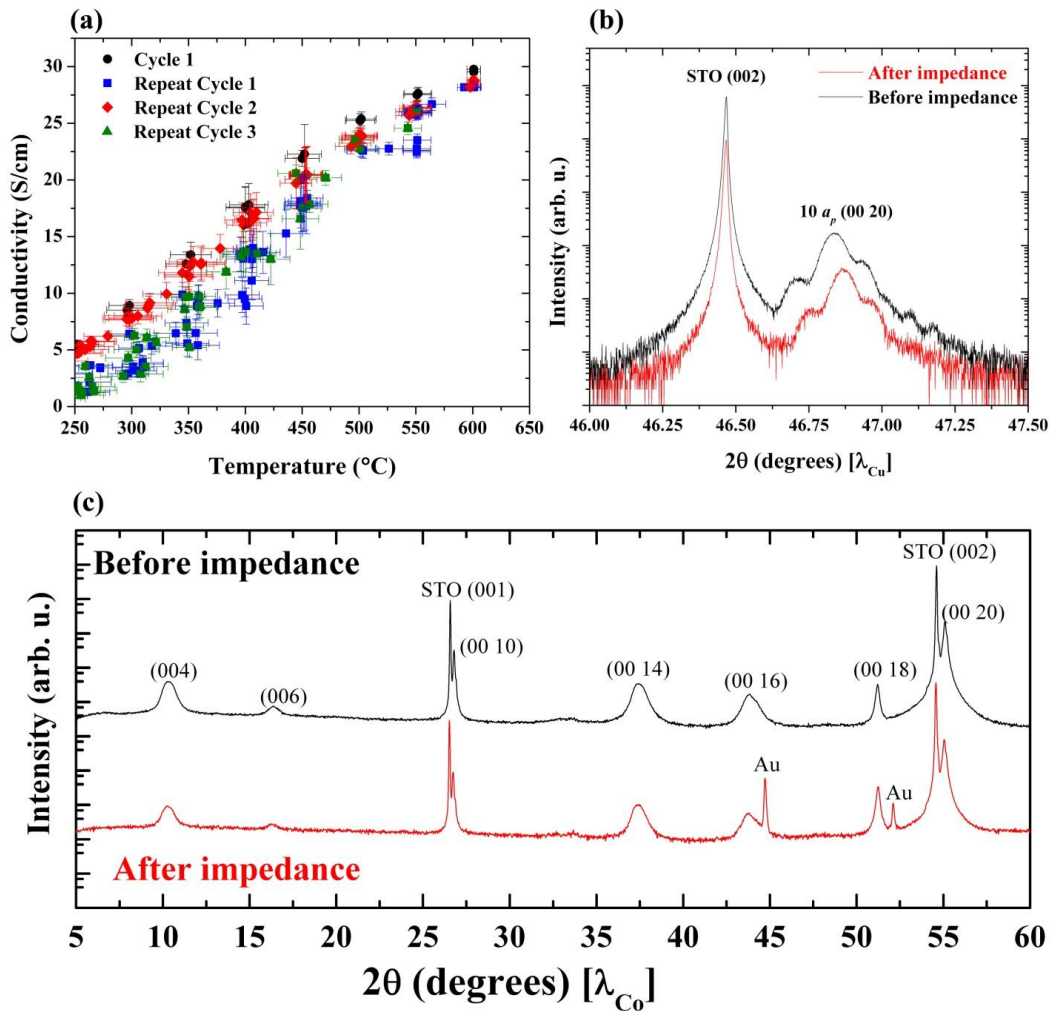 (a)
Conductivity (S/cm)
30
25
20
15
10
5
0
Cycle 1
Repeat Cycle 1
Repeat Cycle 2
Repeat Cycle 3
250 300 350 400 450 500 550 600 650
Temperature (°C)
(b)
Intensity (arb. u.)
STO (002)
After impedance
Before impedance
10 aₚ (00 20)
46.00 46.25 46.50 46.75 47.00 47.25 47.50
2θ (degrees) [λCu]
(c)
Intensity (arb. u.)
Before impedance
STO (002)
STO (001)
(00 20)
(00 10)
(004)
(006)
(00 14)
(00 16)
(00 18)
Au
Au
After impedance
5 10 15 20 25 30 35 40 45 50 55 60
2θ (degrees) [λCo]